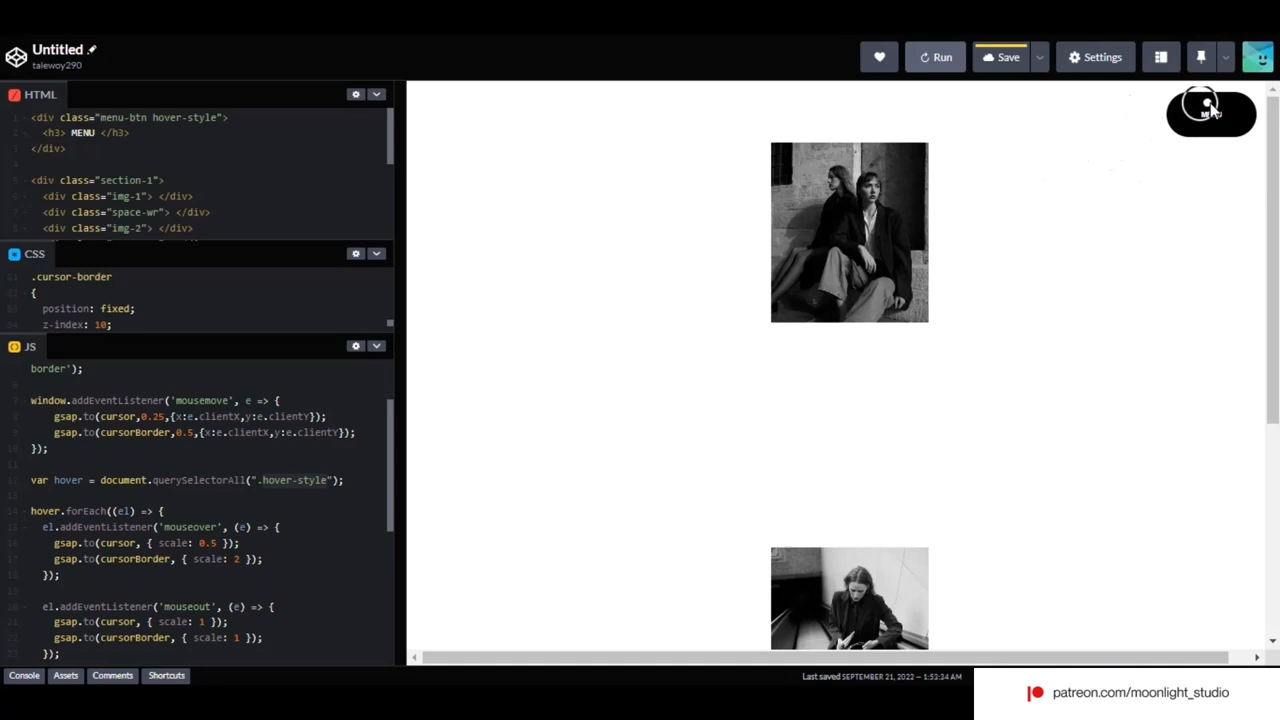 Untitled
talewoy290
Run
Save
Settings
HTML
<div class="menu-btn hover-style">
<h3> MENU </h3>
</div>
<div class="section-1">
<div class="img-1"> </div>
<div class="space-wr"> </div>
<div class="img-2"> </div>
CSS
.cursor-border
{
position: fixed;
z-index: 10;
JS
border');
window.addEventListener('mousemove', e => {
gsap.to(cursor,0.25,{x:e.clientX,y:e.clientY});
gsap.to(cursorBorder,0.5,{x:e.clientX,y:e.clientY});
});
var hover = document.querySelectorAll(".hover-style");
hover.forEach((el) => {
el.addEventListener('mouseover', (e) => {
gsap.to(cursor, { scale: 0.5 });
gsap.to(cursorBorder, { scale: 2 });
});
el.addEventListener('mouseout', (e) => {
gsap.to(cursor, { scale: 1 });
gsap.to(cursorBorder, { scale: 1 });
});
Console
Assets
Comments
Shortcuts
Last saved SEPTEMBER 21, 2022 — 1:53:34 AM
patreon.com/moonlight_studio